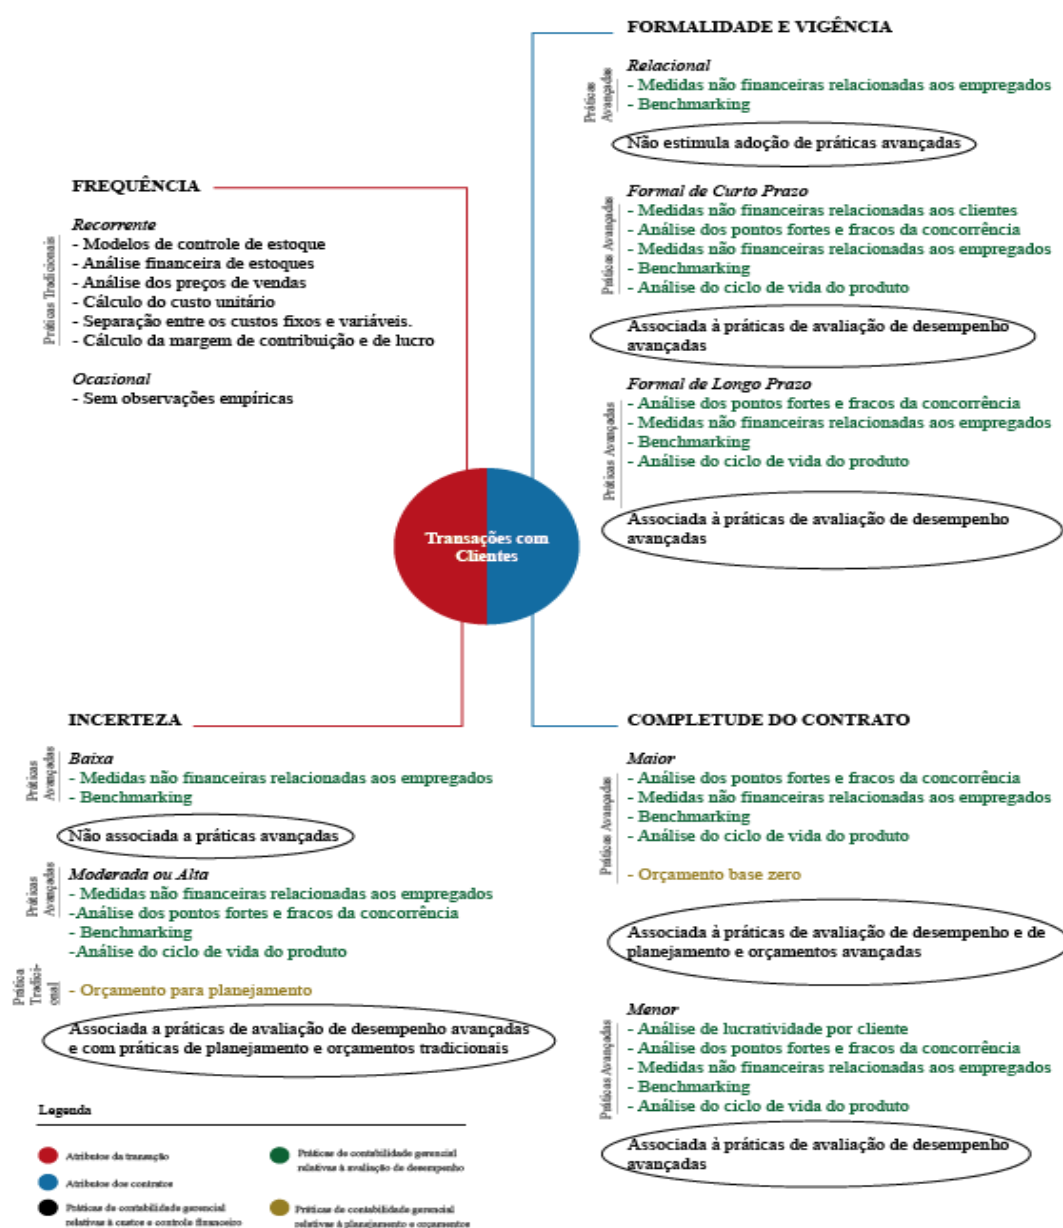 FORMALIDADE E VIGÊNCIA
Relacional
Práticas
Avançadas
- Medidas não financeiras relacionadas aos empregados
- Benchmarking
Não estimula adoção de práticas avançadas
Formal de Curto Prazo
Práticas Avançadas
- Medidas não financeiras relacionadas aos clientes
- Análise dos pontos fortes e fracos da concorrência
- Medidas não financeiras relacionadas aos empregados
- Benchmarking
- Análise do ciclo de vida do produto
Associada à práticas de avaliação de desempenho
avançadas
Formal de Longo Prazo
Práticas Avançadas
- Análise dos pontos fortes e fracos da concorrência
- Medidas não financeiras relacionadas aos empregados
- Benchmarking
- Análise do ciclo de vida do produto
Associada à práticas de avaliação de desempenho
avançadas
FREQUÊNCIA
Recorrente
Práticas Tradicionais
- Modelos de controle de estoque
- Análise financeira de estoques
- Análise dos preços de vendas
- Cálculo do custo unitário
- Separação entre os custos fixos e variáveis.
- Cálculo da margem de contribuição e de lucro
Ocasional
- Sem observações empíricas
Transações com
Clientes
INCERTEZA
Baixa
Práticas
Avançadas
- Medidas não financeiras relacionadas aos empregados
- Benchmarking
Não associada a práticas avançadas
Moderada ou Alta
Práticas
Avançadas
- Medidas não financeiras relacionadas aos empregados
-Análise dos pontos fortes e fracos da concorrência
- Benchmarking
-Análise do ciclo de vida do produto
Prática
Tradici-
onal
- Orçamento para planejamento
Associada a práticas de avaliação de desempenho avançadas
e com práticas de planejamento e orçamentos tradicionais
COMPLETUDE DO CONTRATO
Maior
Práticas Avançadas
- Análise dos pontos fortes e fracos da concorrência
- Medidas não financeiras relacionadas aos empregados
- Benchmarking
- Análise do ciclo de vida do produto
- Orçamento base zero
Associada à práticas de avaliação de desempenho e de
planejamento e orçamentos avançadas
Menor
Práticas Avançadas
- Análise de lucratividade por cliente
- Análise dos pontos fortes e fracos da concorrência
- Medidas não financeiras relacionadas aos empregados
- Benchmarking
- Análise do ciclo de vida do produto
Associada à práticas de avaliação de desempenho
avançadas
Legenda
Atributos da transação
Atributos dos contratos
Práticas de contabilidade gerencial
relativas à custos e controle financeiro
Práticas de contabilidade gerencial
relativas à avaliação de desempenho
Práticas de contabilidade gerencial
relativas à planejamento e orçamentos